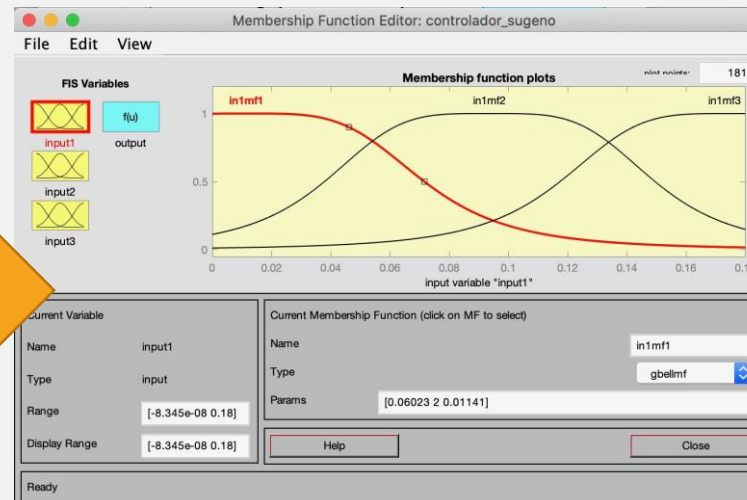 Membership Function Editor: controlador_sugeno
File Edit View
FIS Variables
input1
f(u)
output
input2
input3
Membership function plots
plot points:
181
in1mf1
in1mf2
in1mf3
1
0.5
0
0 0.02 0.04 0.06 0.08 0.1 0.12 0.14 0.16
input variable "input1"
Current Variable
Name input1
Type input
Range [-8.345e-08 0.18]
Display Range [-8.345e-08 0.18]
Current Membership Function (click on MF to select)
Name in1mf1
Type gbellmf
Params [0.06023 2 0.01141]
Help
Close
Ready